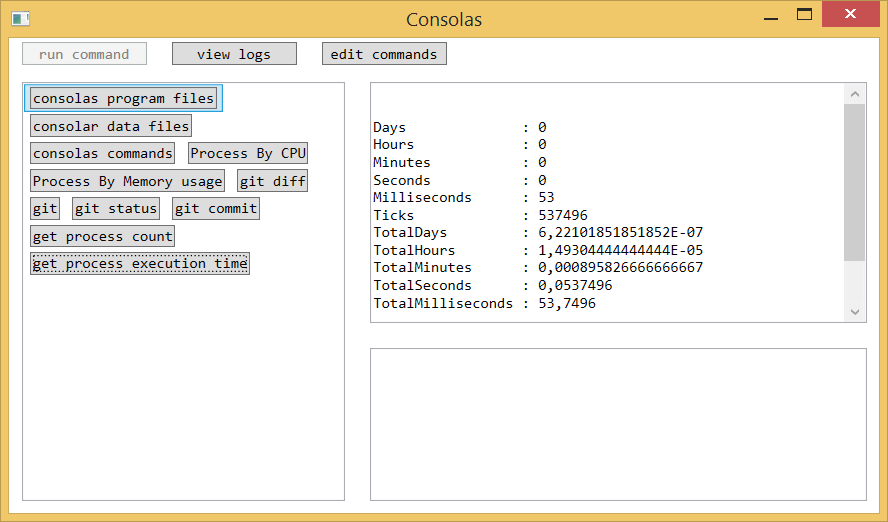 Consolas
run command view logs edit commands
consolas program files
consolar data files
consolas commands Process By CPU
Process By Memory usage git diff
git git status git commit
get process count
get process execution time
Days : 0
Hours : 0
Minutes : 0
Seconds : 0
Milliseconds : 53
Ticks : 537496
TotalDays : 6,22101851851852E-07
TotalHours : 1,49304444444444E-05
TotalMinutes : 0,000895826666666667
TotalSeconds : 0,0537496
TotalMilliseconds : 53,7496